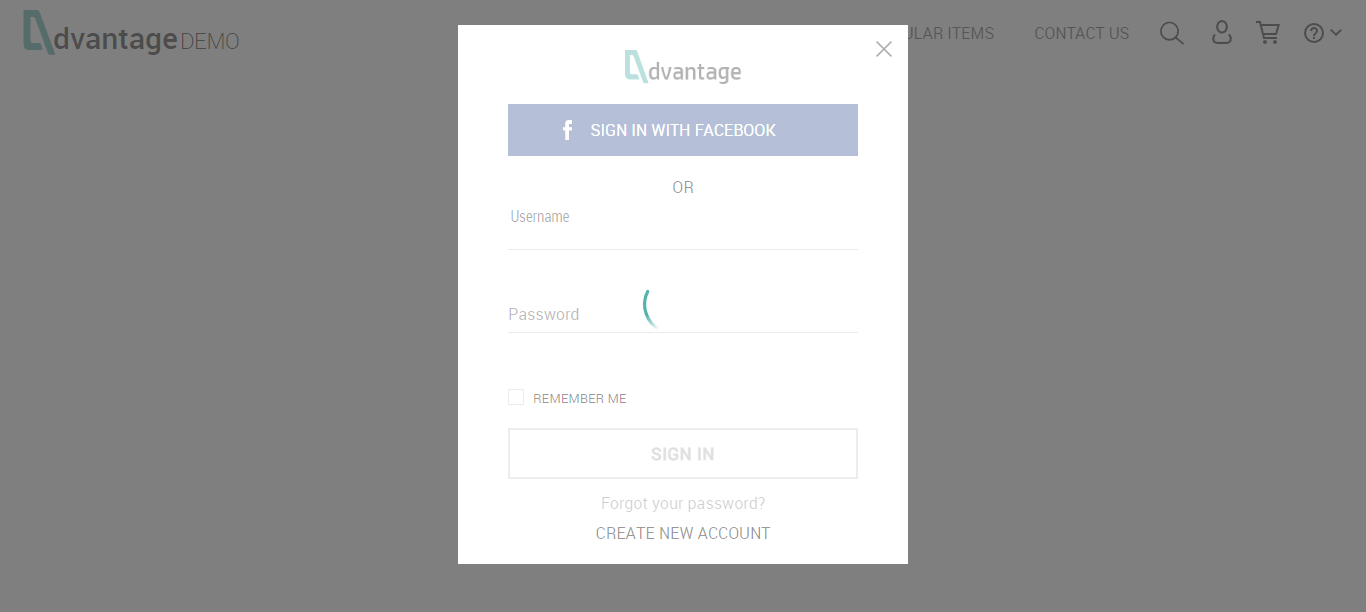 dvantage DEMO
ULAR ITEMS
CONTACT US
dvantage
SIGN IN WITH FACEBOOK
OR
Username
Password
REMEMBER ME
SIGN IN
Forgot your password?
CREATE NEW ACCOUNT